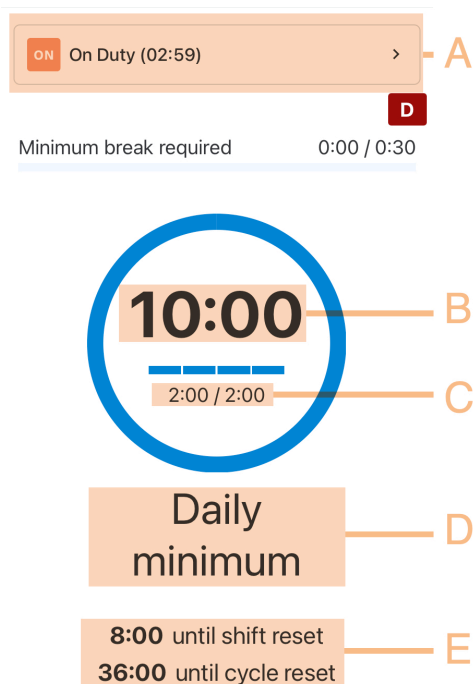 ON On Duty (02:59) > A
D
Minimum break required 0:00 / 0:30
10:00 B
2:00 / 2:00 C
Daily
minimum D
8:00 until shift reset
36:00 until cycle reset E